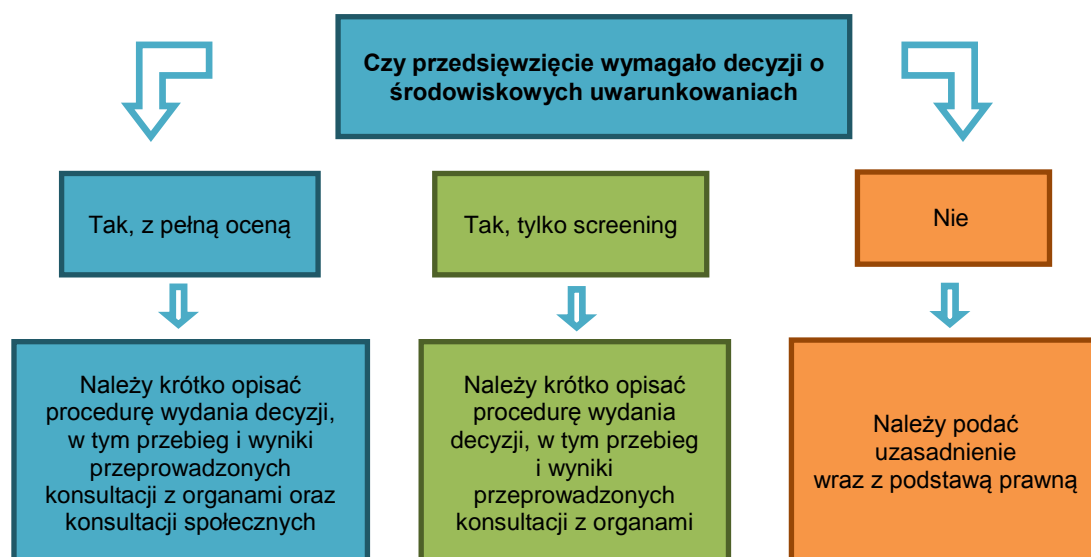 Czy przedsięwzięcie wymagało decyzji o
środowiskowych uwarunkowaniach
Tak, z pełną oceną
Tak, tylko screening
Nie
Należy krótko opisać
procedurę wydania decyzji,
w tym przebieg i wyniki
przeprowadzonych
konsultacji z organami oraz
konsultacji społecznych
Należy krótko opisać
procedurę wydania
decyzji, w tym przebieg
i wyniki
przeprowadzonych
konsultacji z organami
Należy podać
uzasadnienie
wraz z podstawą prawną